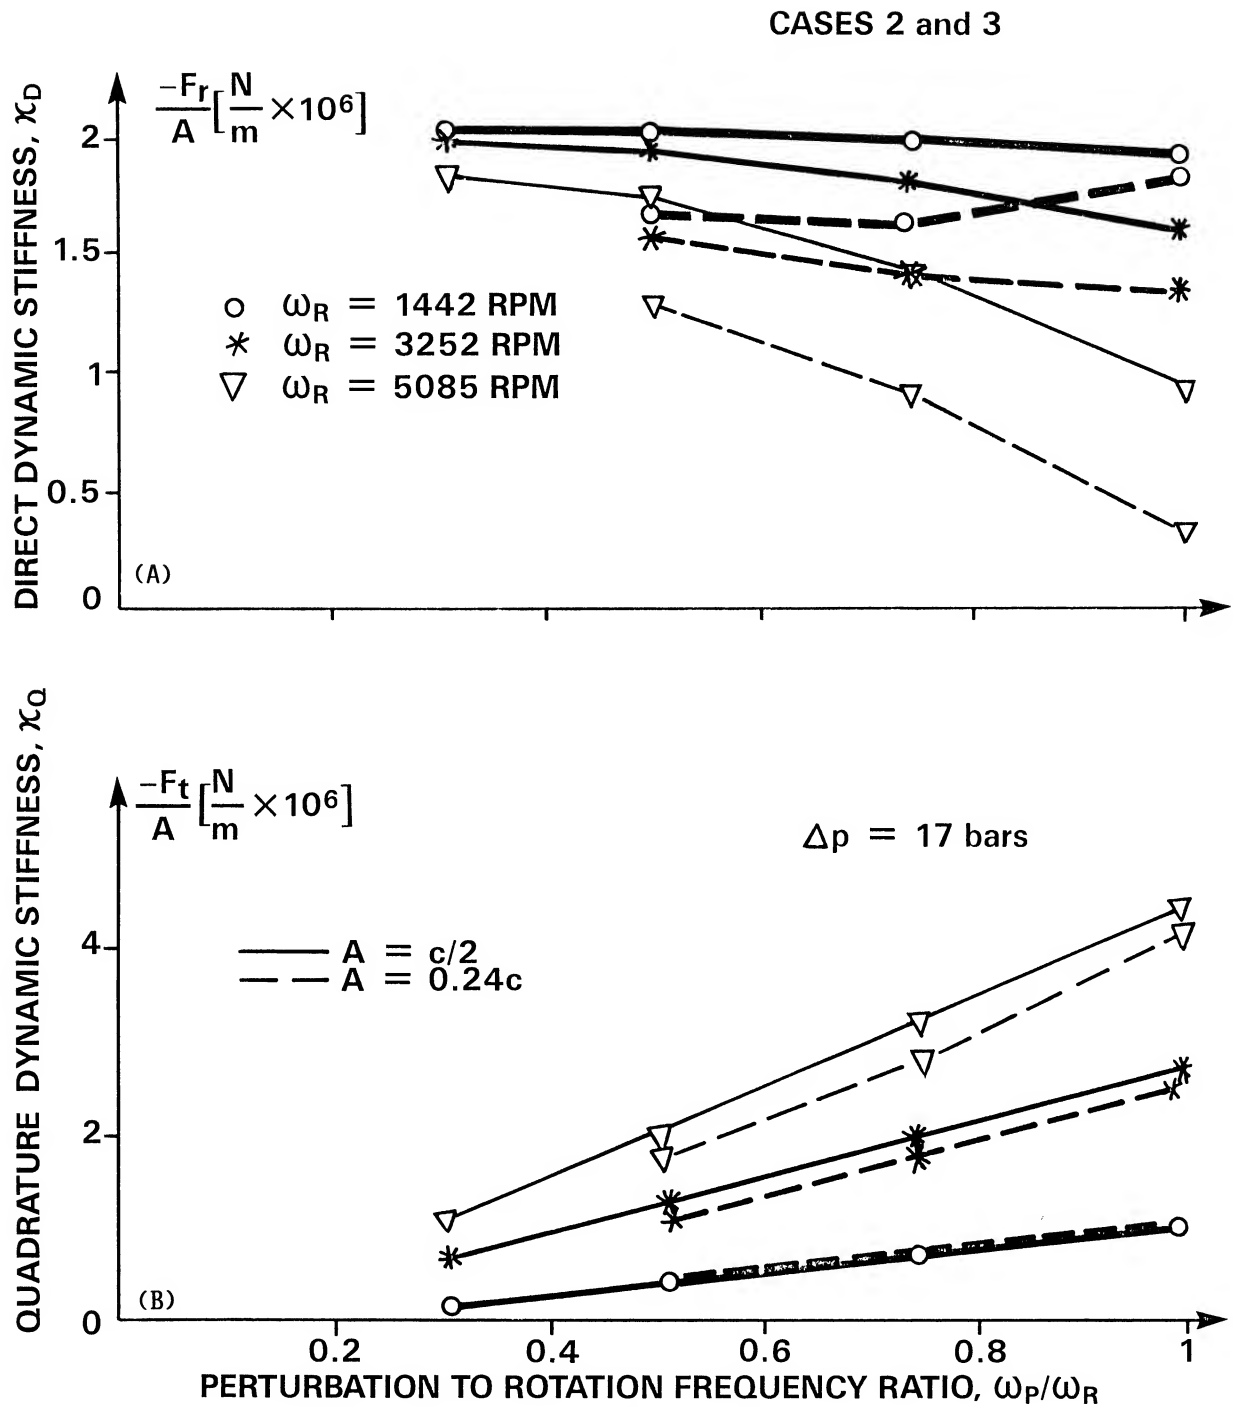 CASES 2 and 3
DIRECT DYNAMIC STIFFNESS, κD
−Fr/A [N/m ×10⁶]
2
1.5
1
0.5
0
○ ωR = 1442 RPM
✳ ωR = 3252 RPM
▽ ωR = 5085 RPM
(A)
QUADRATURE DYNAMIC STIFFNESS, κQ
−Ft/A [N/m ×10⁶]
Δp = 17 bars
4
2
0
A = c/2
A = 0.24c
(B)
0.2 0.4 0.6 0.8 1
PERTURBATION TO ROTATION FREQUENCY RATIO, ωP/ωR